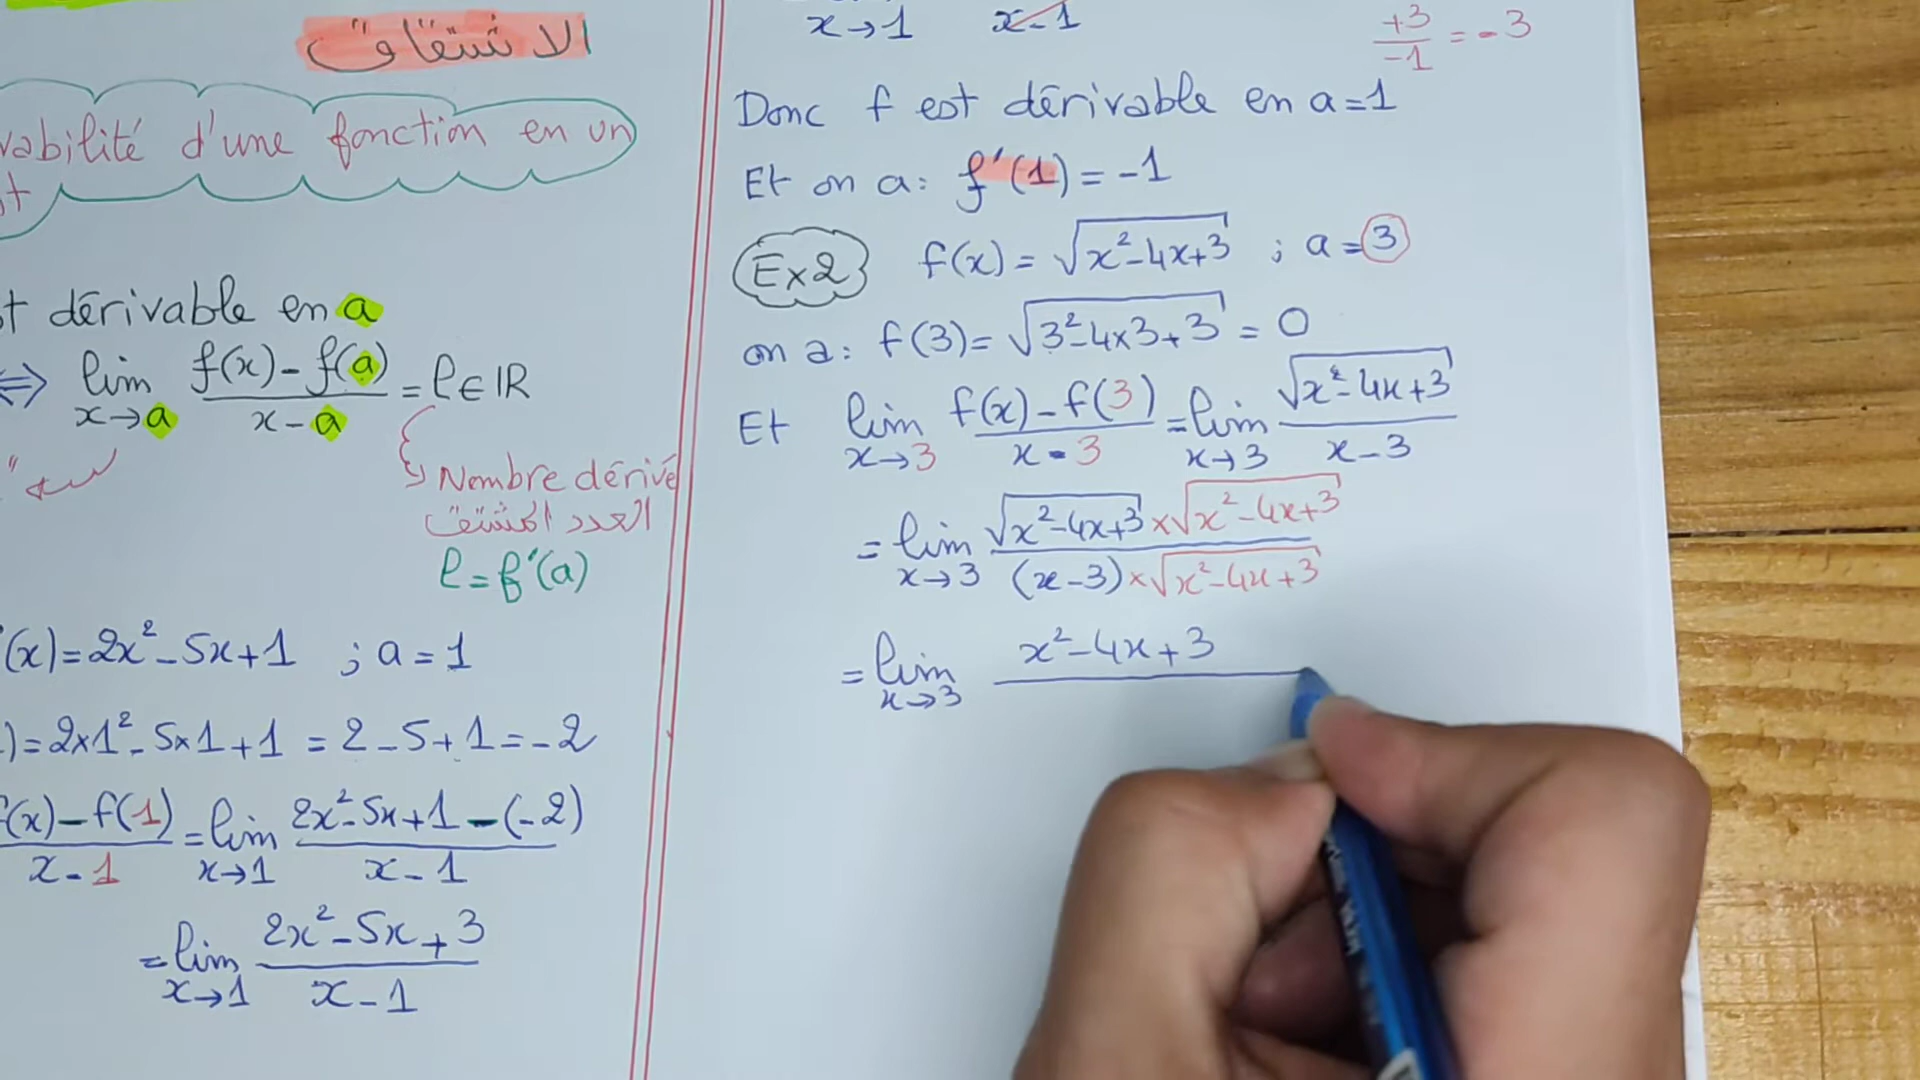 الاشتقاق
vabilité d'une fonction en un
t
t dérivable en a
⟺ lim x→a (f(x) - f(a))/(x - a) = l ∈ IR
Nombre dérivé
العدد المشتق
l = f'(a)
(x) = 2x² - 5x + 1 ; a = 1
) = 2×1² - 5×1 + 1 = 2 - 5 + 1 = -2
f(x) - f(1)/(x - 1) = lim x→1 (2x² - 5x + 1 - (-2))/(x - 1)
= lim x→1 (2x² - 5x + 3)/(x - 1)
x→1 x-1
+3/-1 = -3
Donc f est dérivable en a=1
Et on a: f'(1) = -1
Ex2 f(x) = √(x² - 4x + 3) ; a = 3
on a: f(3) = √(3² - 4×3 + 3) = 0
Et lim x→3 (f(x) - f(3))/(x - 3) = lim x→3 √(x² - 4x + 3)/(x - 3)
= lim x→3 (√(x² - 4x + 3) × √(x² - 4x + 3))/((x - 3) × √(x² - 4x + 3))
= lim x→3 x² - 4x + 3